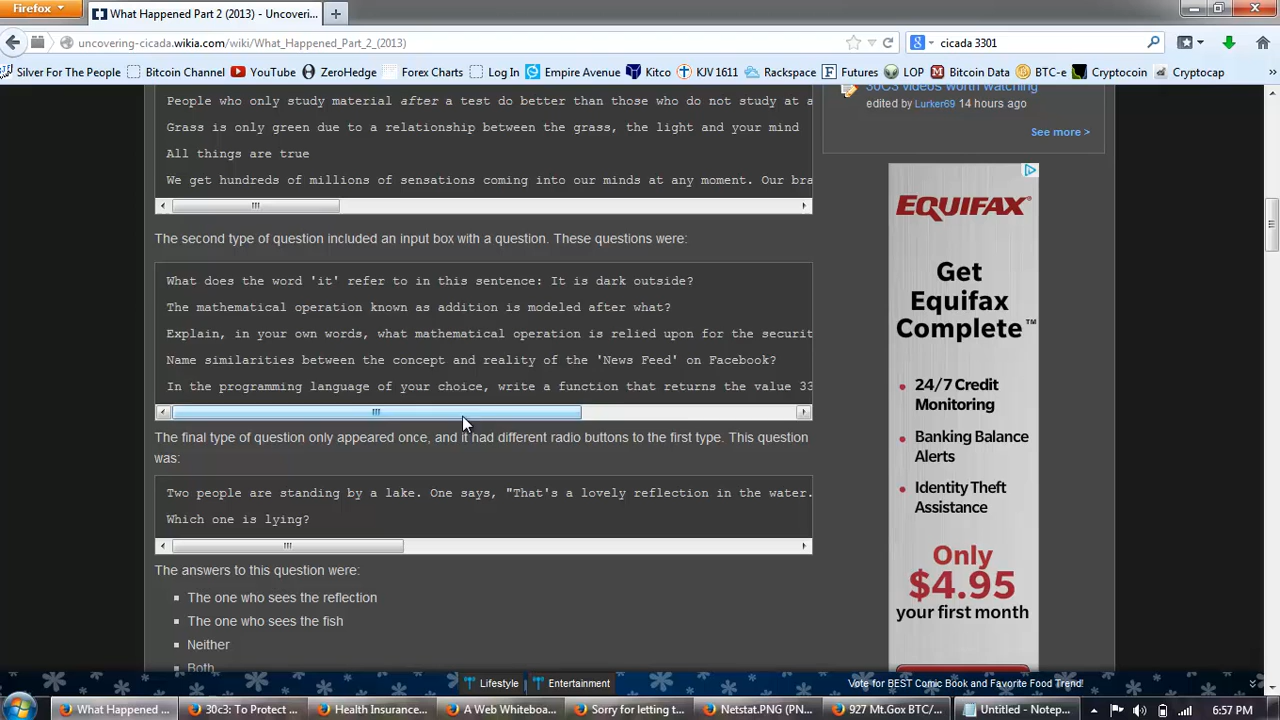 Firefox
What Happened Part 2 (2013) - Uncoveri...
uncovering-cicada.wikia.com/wiki/What_Happened_Part_2_(2013)
cicada 3301
Silver For The People
Bitcoin Channel
YouTube
ZeroHedge
Forex Charts
Log In
Empire Avenue
Kitco
KJV 1611
Rackspace
Futures
LOP
Bitcoin Data
BTC-e
Cryptocoin
Cryptocap
People who only study material after a test do better than those who do not study at a
Grass is only green due to a relationship between the grass, the light and your mind
All things are true
We get hundreds of millions of sensations coming into our minds at any moment. Our bra
The second type of question included an input box with a question. These questions were:
What does the word 'it' refer to in this sentence: It is dark outside?
The mathematical operation known as addition is modeled after what?
Explain, in your own words, what mathematical operation is relied upon for the securit
Name similarities between the concept and reality of the 'News Feed' on Facebook?
In the programming language of your choice, write a function that returns the value 33
The final type of question only appeared once, and it had different radio buttons to the first type. This question
was:
Two people are standing by a lake. One says, "That's a lovely reflection in the water.
Which one is lying?
The answers to this question were:
The one who sees the reflection
The one who sees the fish
Neither
Both
30C3 videos worth watching
edited by Lurker69 14 hours ago
See more >
EQUIFAX
Get
Equifax
Complete™
24/7 Credit
Monitoring
Banking Balance
Alerts
Identity Theft
Assistance
Only
$4.95
your first month
Lifestyle
Entertainment
Vote for BEST Comic Book and Favorite Food Trend!
What Happened ...
30c3: To Protect ...
Health Insurance...
A Web Whiteboa...
Sorry for letting t...
Netstat.PNG (PN...
927 Mt.Gox BTC/...
Untitled - Notep...
6:57 PM